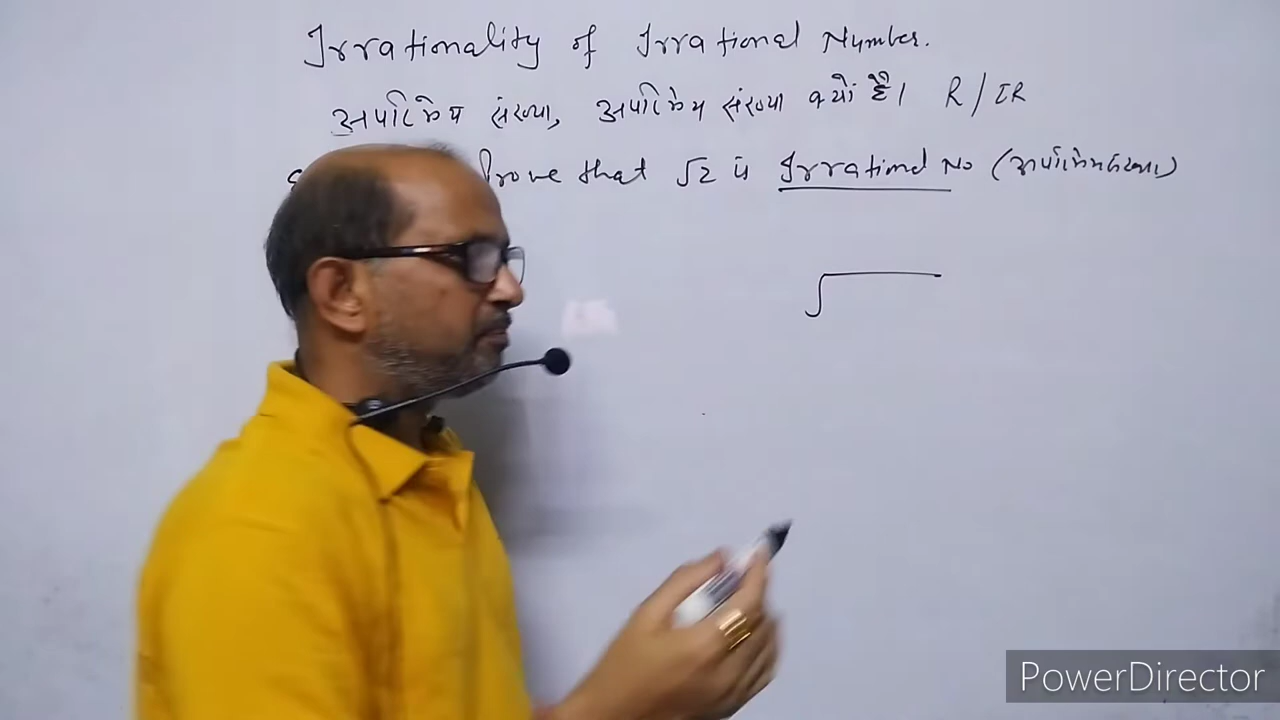 Irrationality of Irrational Number.
अपरिमेय संख्या, अपरिमेय संख्या क्यों है। R/IR
Prove that √2 is Irrational No (अपरिमेय संख्या)
PowerDirector